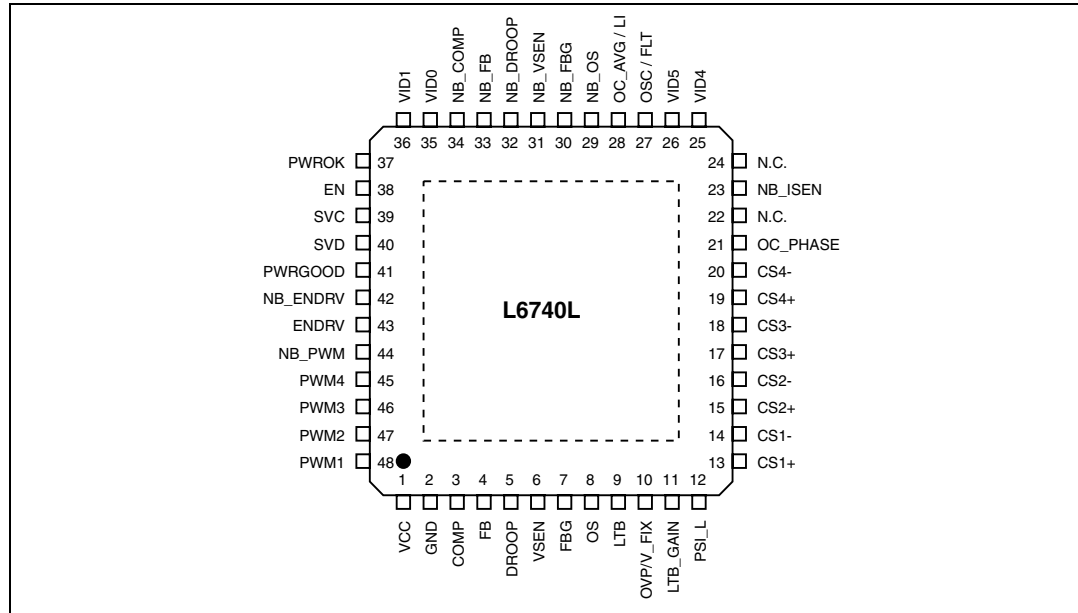 VID1
VID0
NB_COMP
NB_FB
NB_DROOP
NB_VSEN
NB_FBG
NB_OS
OC_AVG / LI
OSC / FLT
VID5
VID4
36 35 34 33 32 31 30 29 28 27 26 25
PWROK 37
EN 38
SVC 39
SVD 40
PWRGOOD 41
NB_ENDRV 42
ENDRV 43
NB_PWM 44
PWM4 45
PWM3 46
PWM2 47
PWM1 48
L6740L
24 N.C.
23 NB_ISEN
22 N.C.
21 OC_PHASE
20 CS4-
19 CS4+
18 CS3-
17 CS3+
16 CS2-
15 CS2+
14 CS1-
13 CS1+
1 2 3 4 5 6 7 8 9 10 11 12
VCC
GND
COMP
FB
DROOP
VSEN
FBG
OS
LTB
OVP/V_FIX
LTB_GAIN
PSI_L